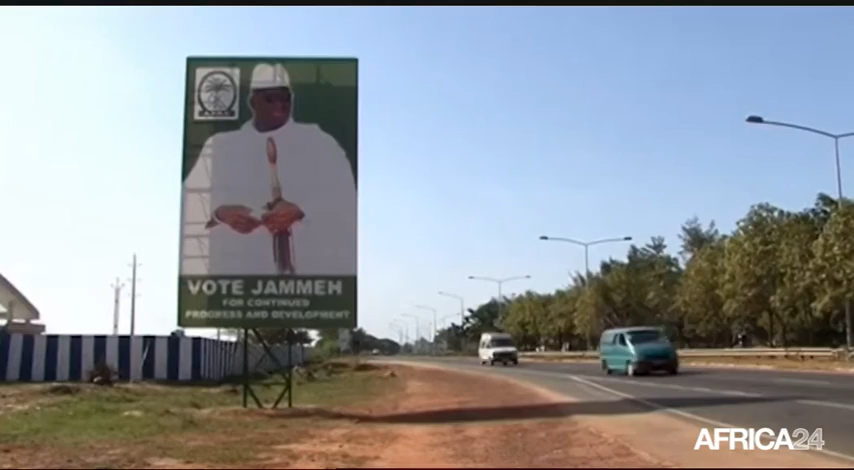 A.P.R.C
VOTE JAMMEH
FOR CONTINUED
PROGRESS AND DEVELOPMENT
AFRICA24